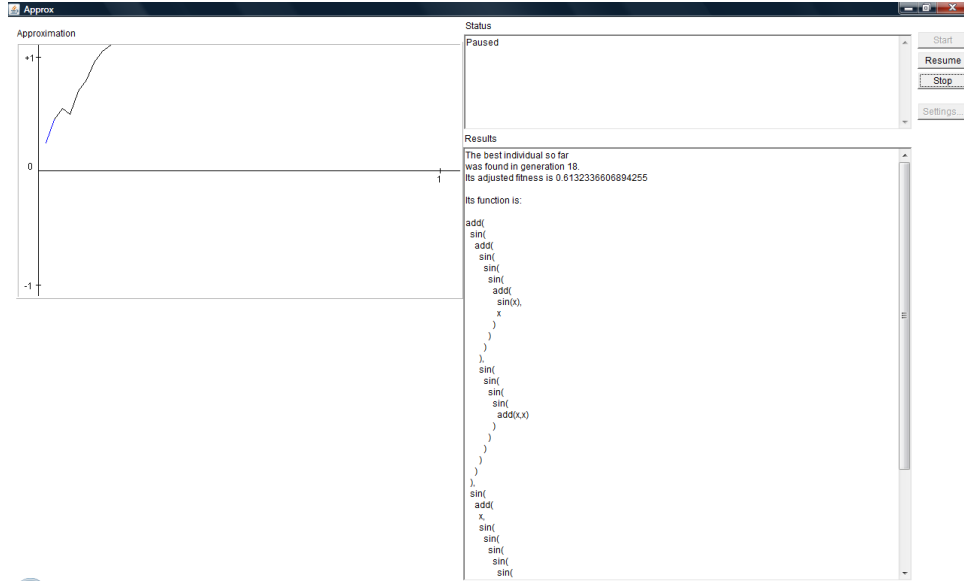 Approx
Approximation
+1
0
1
-1
Status
Paused
Start
Resume
Stop
Settings...
Results
The best individual so far
was found in generation 18.
Its adjusted fitness is 0.6132336606894255
Its function is:
add(
sin(
add(
sin(
sin(
sin(
add(
sin(x),
x
)
)
)
),
sin(
sin(
sin(
sin(
add(x,x)
)
)
)
)
)
),
sin(
add(
x,
sin(
sin(
sin(
sin(
sin(